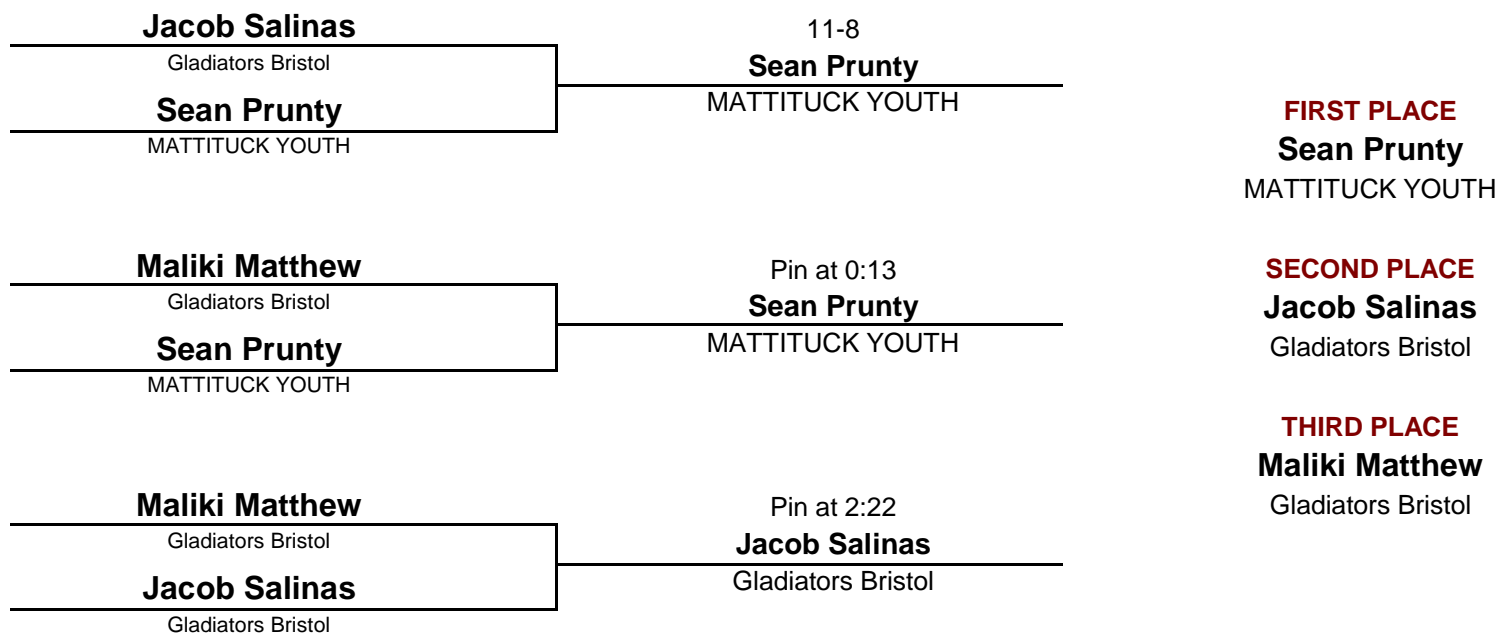 Jacob Salinas
Gladiators Bristol
Sean Prunty
MATTITUCK YOUTH
11-8
Sean Prunty
MATTITUCK YOUTH
Maliki Matthew
Gladiators Bristol
Sean Prunty
MATTITUCK YOUTH
Pin at 0:13
Sean Prunty
MATTITUCK YOUTH
Maliki Matthew
Gladiators Bristol
Jacob Salinas
Gladiators Bristol
Pin at 2:22
Jacob Salinas
Gladiators Bristol
FIRST PLACE
Sean Prunty
MATTITUCK YOUTH
SECOND PLACE
Jacob Salinas
Gladiators Bristol
THIRD PLACE
Maliki Matthew
Gladiators Bristol